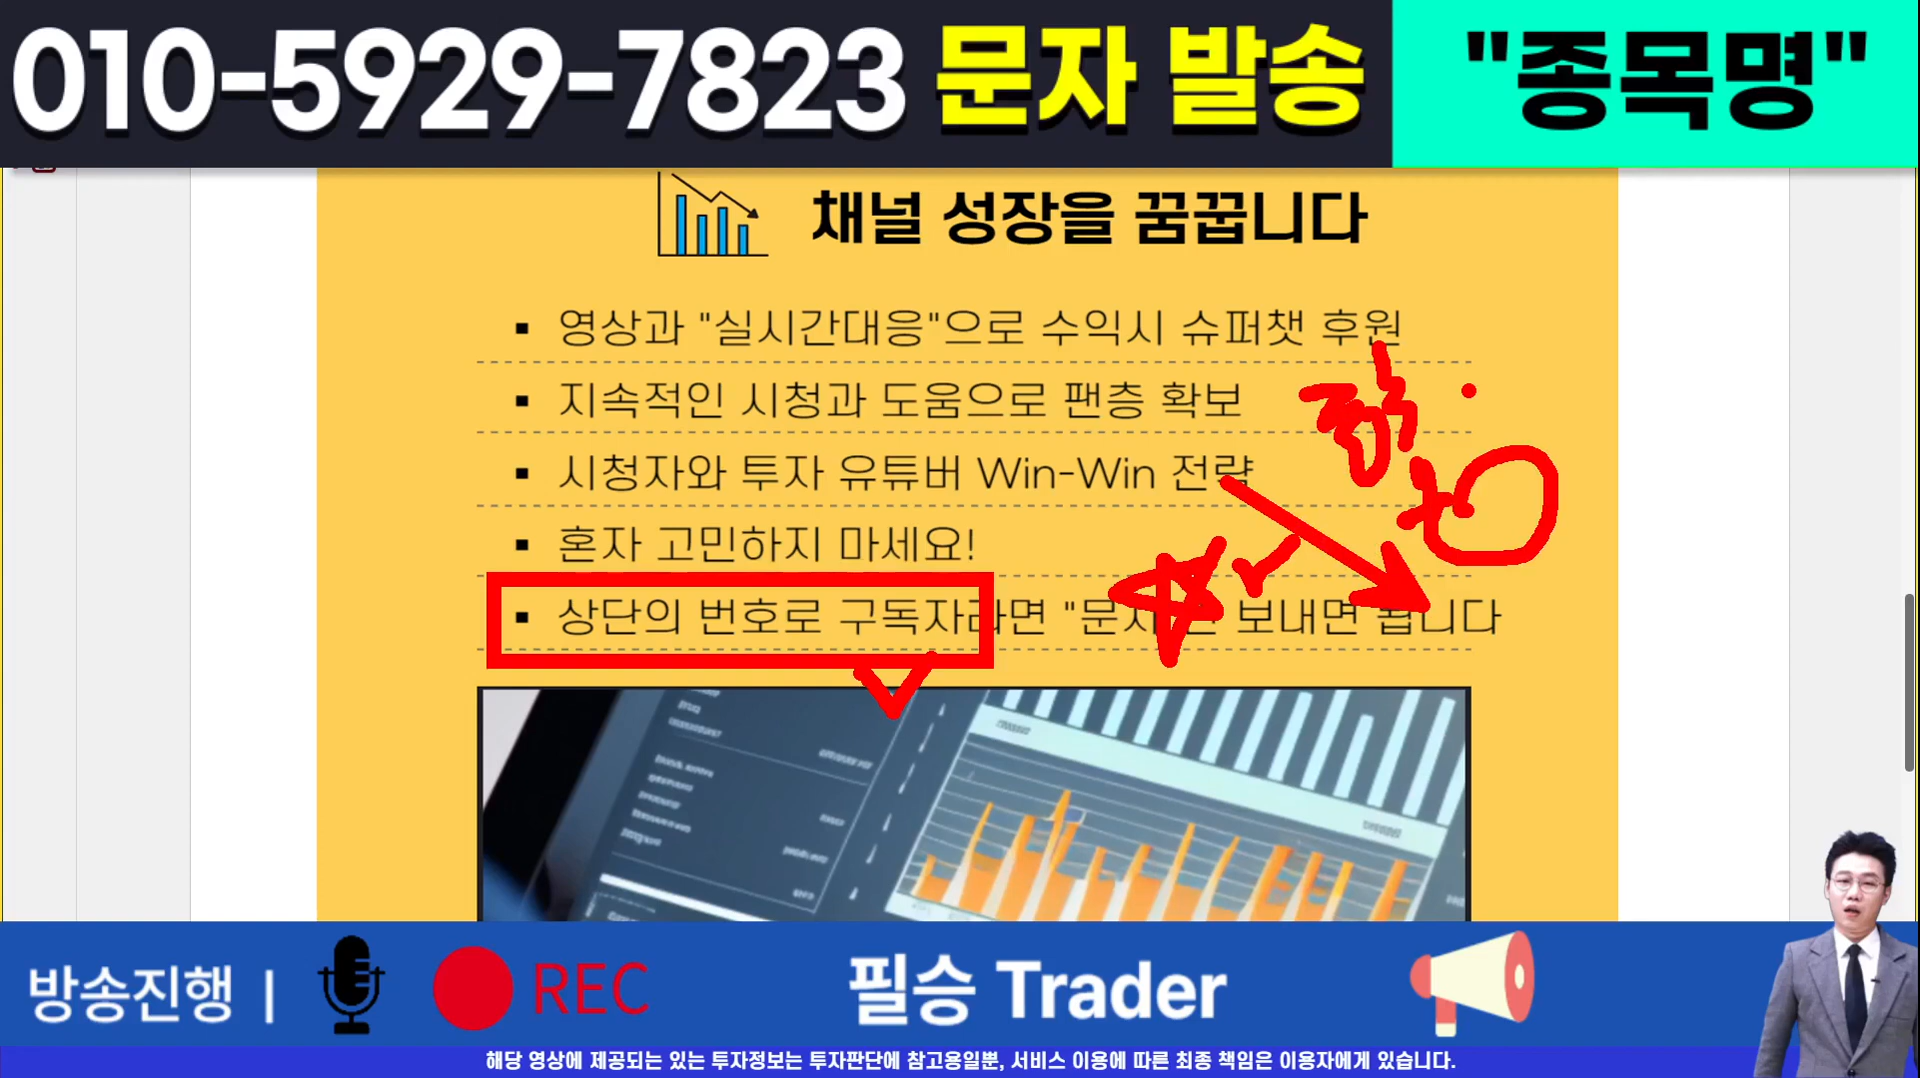 010-5929-7823 문자 발송 "종목명"
채널 성장을 꿈꿉니다
▪ 영상과 "실시간대응"으로 수익시 슈퍼챗 후원
▪ 지속적인 시청과 도움으로 팬층 확보
▪ 시청자와 투자 유튜버 Win-Win 전략
▪ 혼자 고민하지 마세요!
▪ 상단의 번호로 구독자라면 "문자" 보내면 됩니다
방송진행 | REC 필승 Trader
해당 영상에 제공되는 있는 투자정보는 투자판단에 참고용일뿐, 서비스 이용에 따른 최종 책임은 이용자에게 있습니다.